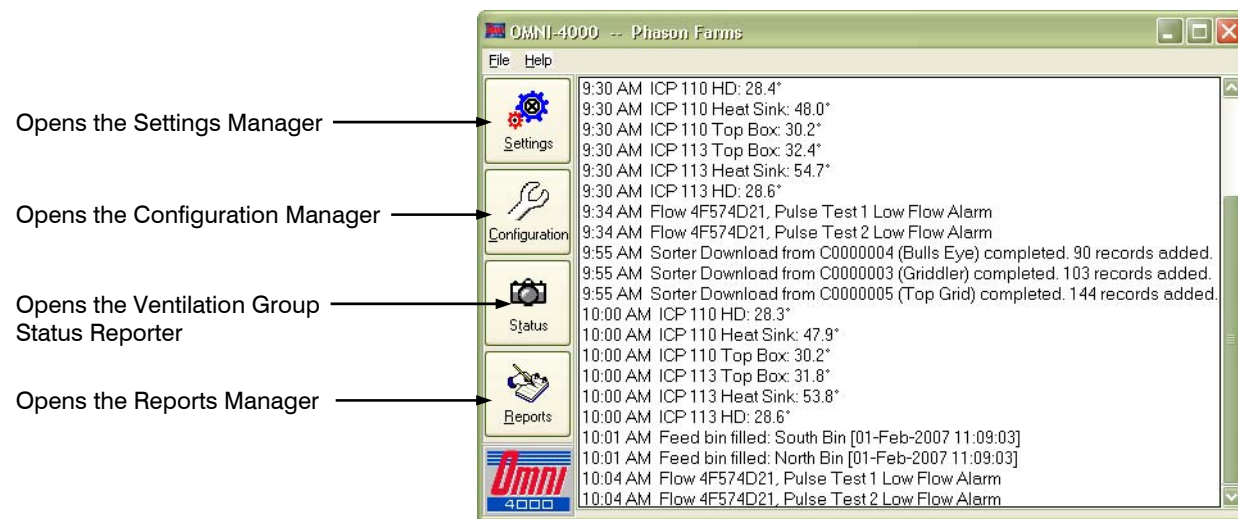 OMNI-4000 -- Phason Farms
File Help
Opens the Settings Manager
Settings
Opens the Configuration Manager
Configuration
Opens the Ventilation Group
Status Reporter
Status
Opens the Reports Manager
Reports
Omni
4000
9:30 AM ICP 110 HD: 28.4°
9:30 AM ICP 110 Heat Sink: 48.0°
9:30 AM ICP 110 Top Box: 30.2°
9:30 AM ICP 113 Top Box: 32.4°
9:30 AM ICP 113 Heat Sink: 54.7°
9:30 AM ICP 113 HD: 28.6°
9:34 AM Flow 4F574D21, Pulse Test 1 Low Flow Alarm
9:34 AM Flow 4F574D21, Pulse Test 2 Low Flow Alarm
9:55 AM Sorter Download from C0000004 (Bulls Eye) completed. 90 records added.
9:55 AM Sorter Download from C0000003 (Griddler) completed. 103 records added.
9:55 AM Sorter Download from C0000005 (Top Grid) completed. 144 records added.
10:00 AM ICP 110 HD: 28.3°
10:00 AM ICP 110 Heat Sink: 47.9°
10:00 AM ICP 110 Top Box: 30.2°
10:00 AM ICP 113 Top Box: 31.8°
10:00 AM ICP 113 Heat Sink: 53.8°
10:00 AM ICP 113 HD: 28.6°
10:01 AM Feed bin filled: South Bin [01-Feb-2007 11:09:03]
10:01 AM Feed bin filled: North Bin [01-Feb-2007 11:09:03]
10:04 AM Flow 4F574D21, Pulse Test 1 Low Flow Alarm
10:04 AM Flow 4F574D21, Pulse Test 2 Low Flow Alarm